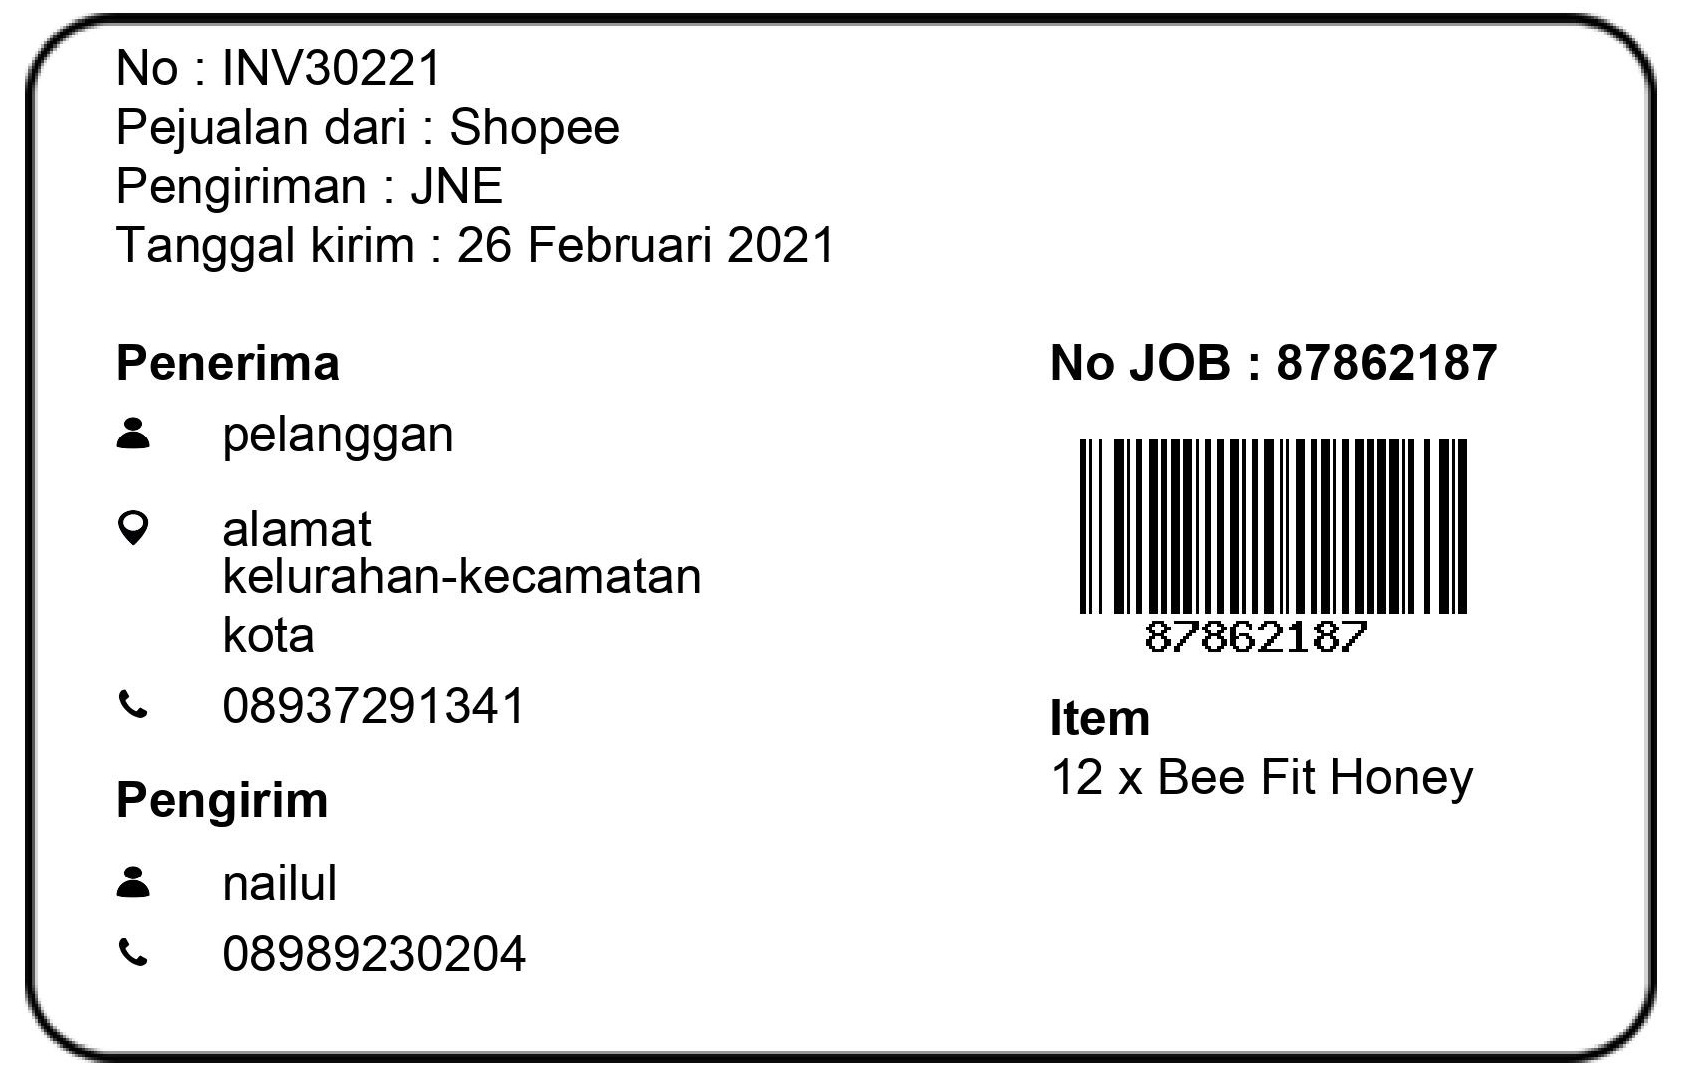 No : INV30221
Pejualan dari : Shopee
Pengiriman : JNE
Tanggal kirim : 26 Februari 2021
Penerima
pelanggan
alamat
kelurahan-kecamatan
kota
08937291341
Pengirim
nailul
08989230204
No JOB : 87862187
87862187
Item
12 x Bee Fit Honey